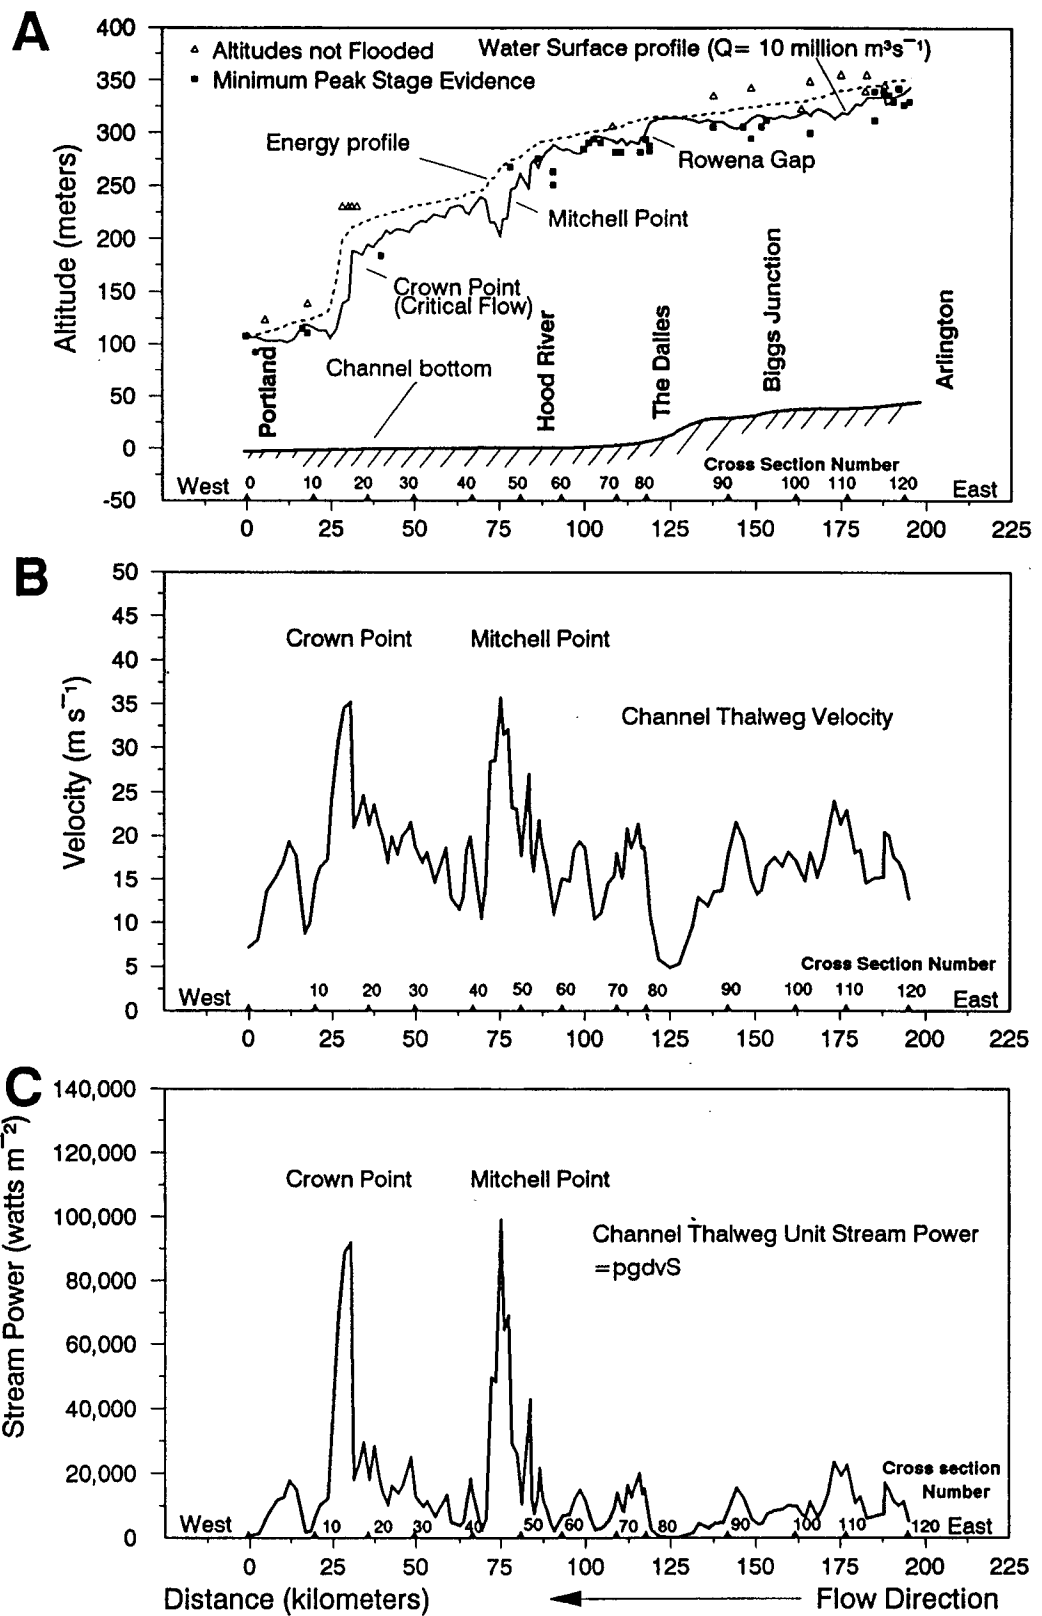 A
400
350
300
250
200
150
100
50
0
-50
Altitude (meters)
Altitudes not Flooded
Minimum Peak Stage Evidence
Water Surface profile (Q= 10 million m³s⁻¹)
Energy profile
Rowena Gap
Mitchell Point
Crown Point
(Critical Flow)
Channel bottom
Portland
Hood River
The Dalles
Biggs Junction
Arlington
Cross Section Number
West 0 10 20 30 40 50 60 70 80 90 100 110 120 East
0 25 50 75 100 125 150 175 200 225
B
50
45
40
35
30
25
20
15
10
5
0
Velocity (m s⁻¹)
Crown Point Mitchell Point
Channel Thalweg Velocity
Cross Section Number
West 10 20 30 40 50 60 70 80 90 100 110 120 East
0 25 50 75 100 125 150 175 200 225
C
140,000
120,000
100,000
80,000
60,000
40,000
20,000
0
Stream Power (watts m⁻²)
Crown Point Mitchell Point
Channel Thalweg Unit Stream Power
=pgdvS
Cross section
Number
West 10 20 30 40 50 60 70 80 90 100 110 120 East
0 25 50 75 100 125 150 175 200 225
Distance (kilometers) Flow Direction